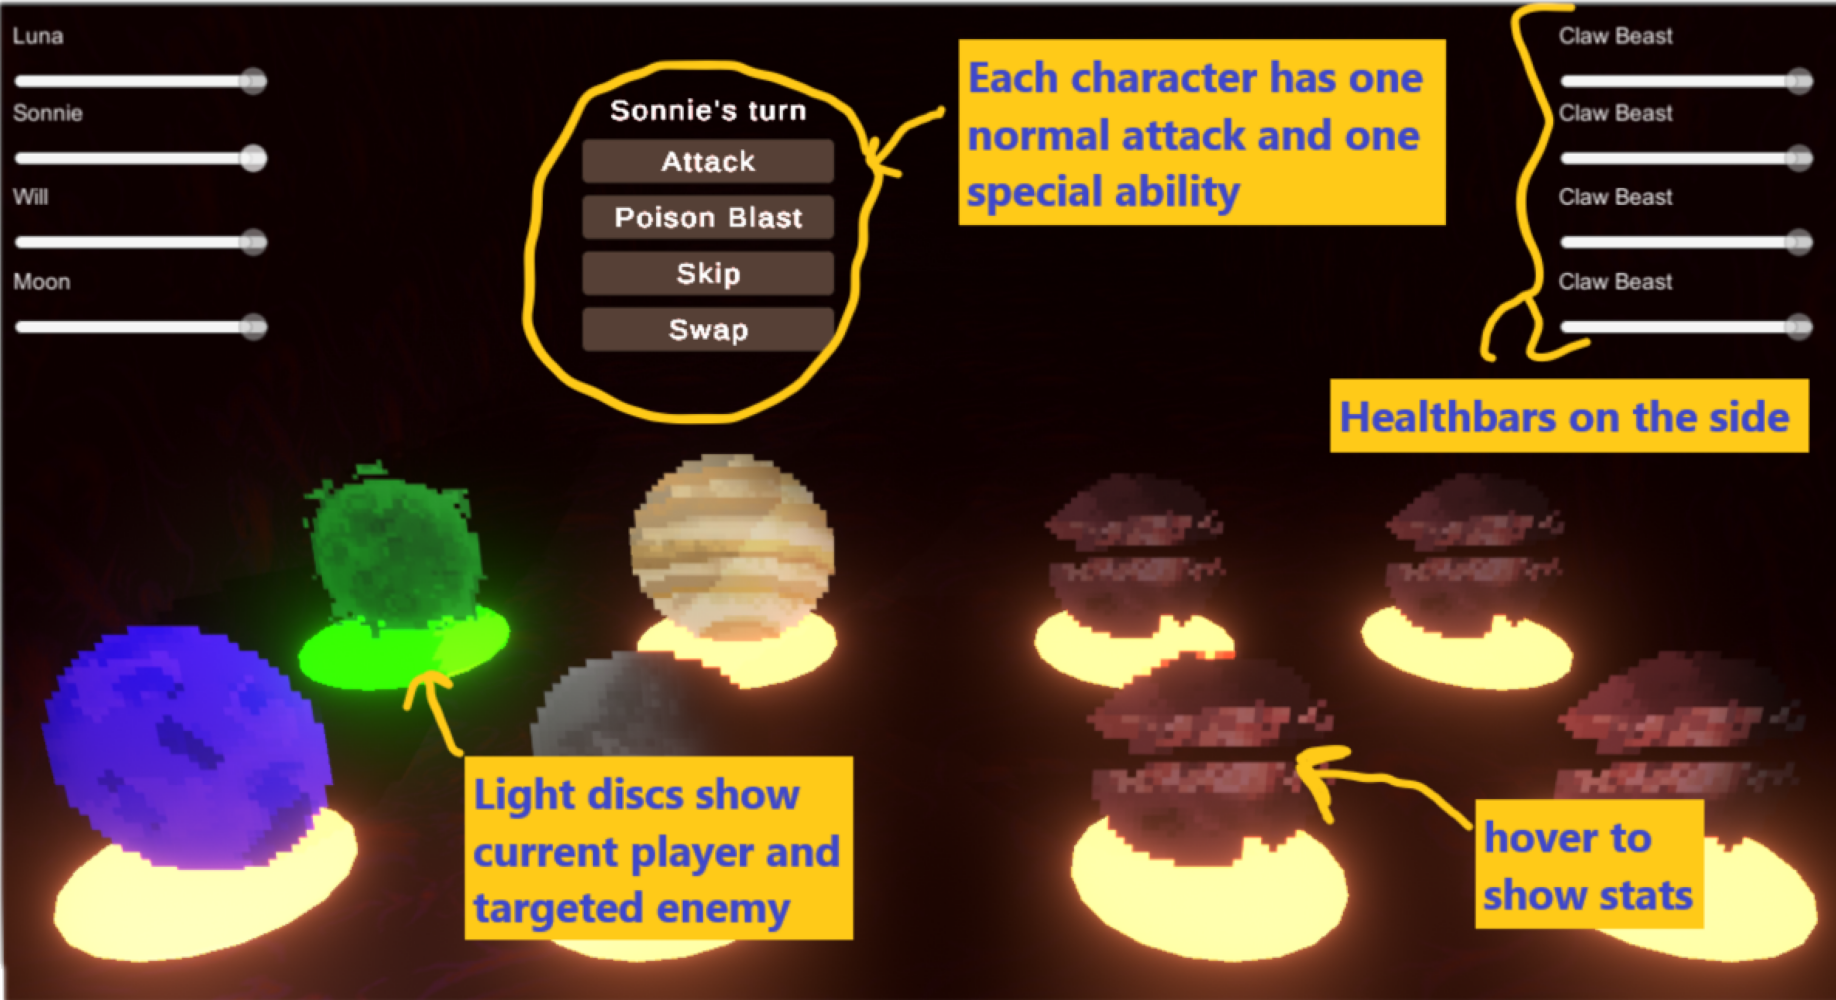 Luna
Sonnie
Will
Moon
Sonnie's turn
Attack
Poison Blast
Skip
Swap
Each character has one
normal attack and one
special ability
Claw Beast
Claw Beast
Claw Beast
Claw Beast
Healthbars on the side
Light discs show
current player and
targeted enemy
hover to
show stats